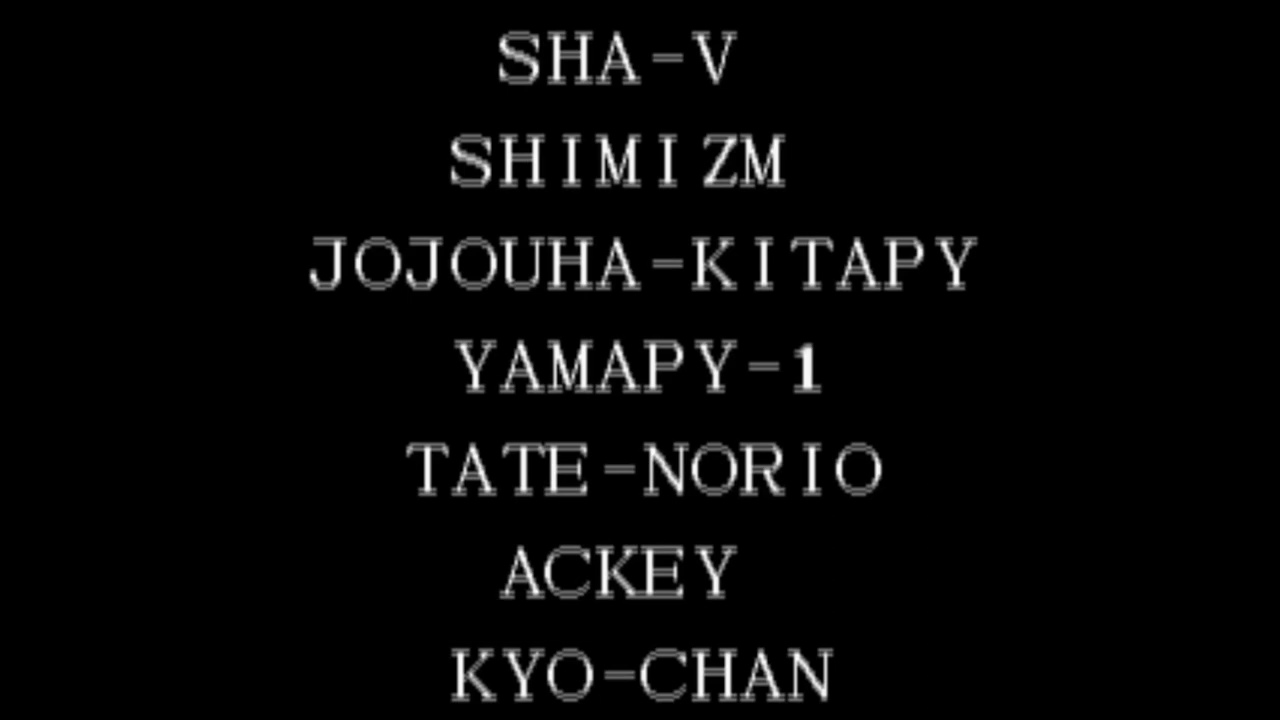 SHA-V
SHIMIZM
JOJOUHA-KITAPY
YAMAPY-1
TATE-NORIO
ACKEY
KYO-CHAN